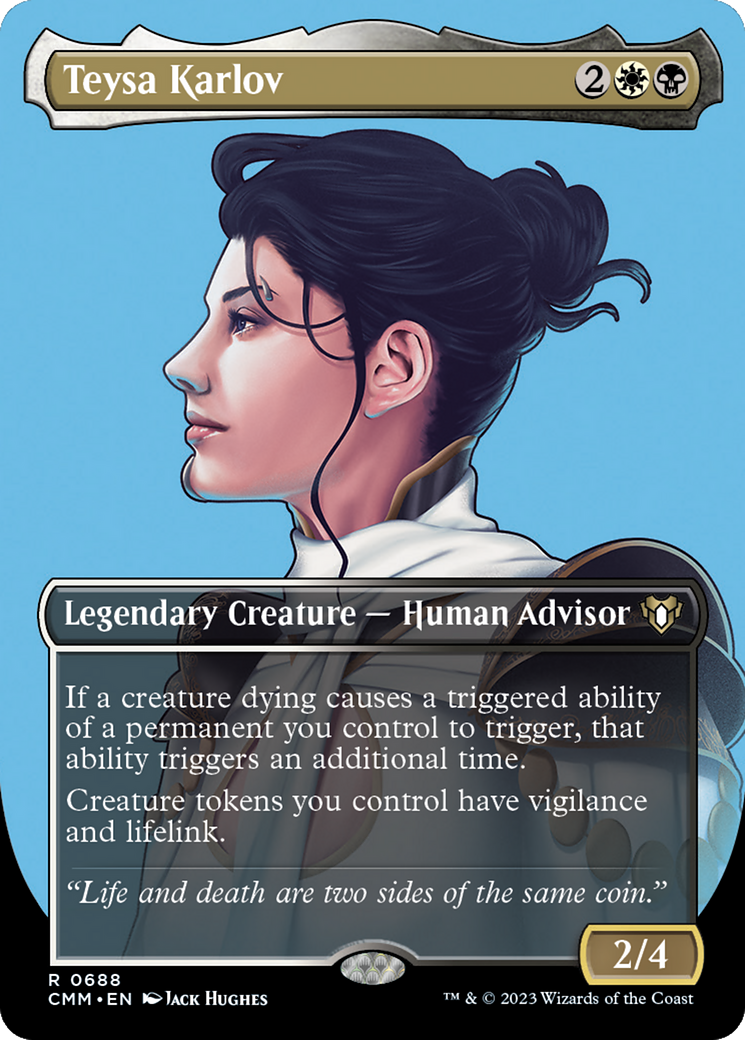 Teysa Karlov 2
Legendary Creature — Human Advisor
If a creature dying causes a triggered ability
of a permanent you control to trigger, that
ability triggers an additional time.
Creature tokens you control have vigilance
and lifelink.
“Life and death are two sides of the same coin.”
2/4
R 0688
CMM • EN Jack Hughes
™ & © 2023 Wizards of the Coast